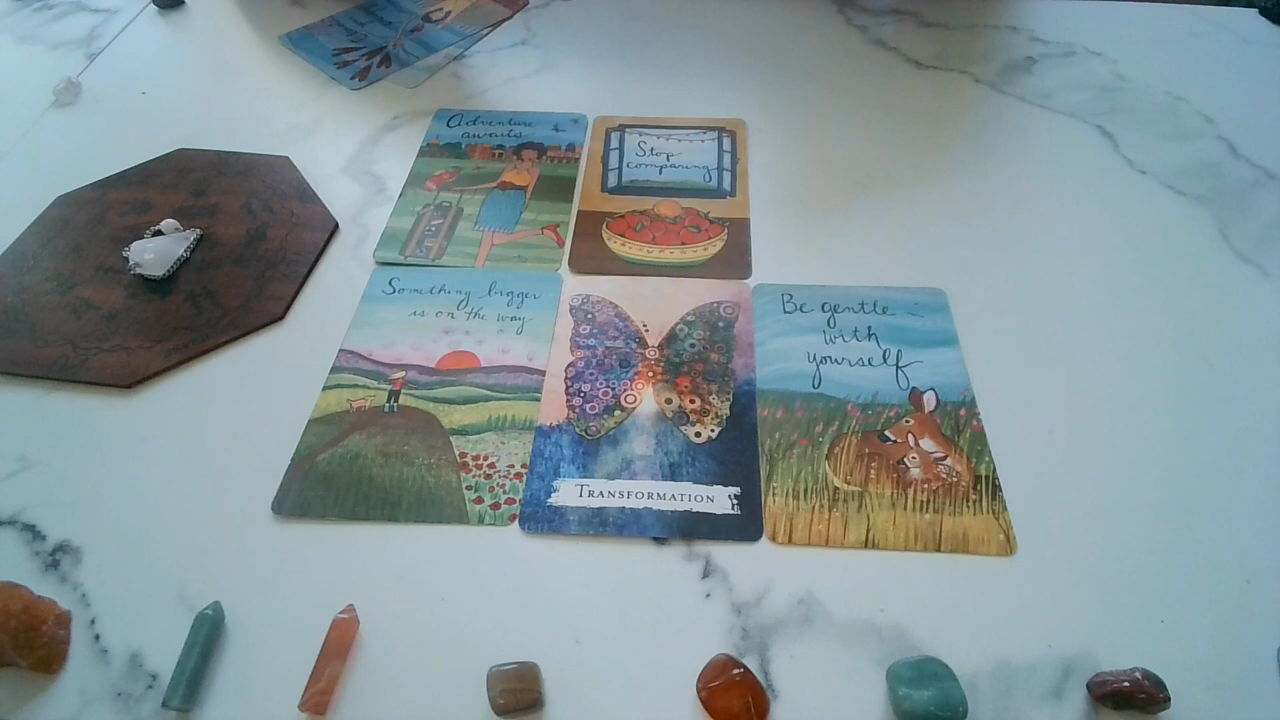 Adventure
awaits
Stop
comparing
Something bigger
is on the way
TRANSFORMATION
Be gentle
with
yourself